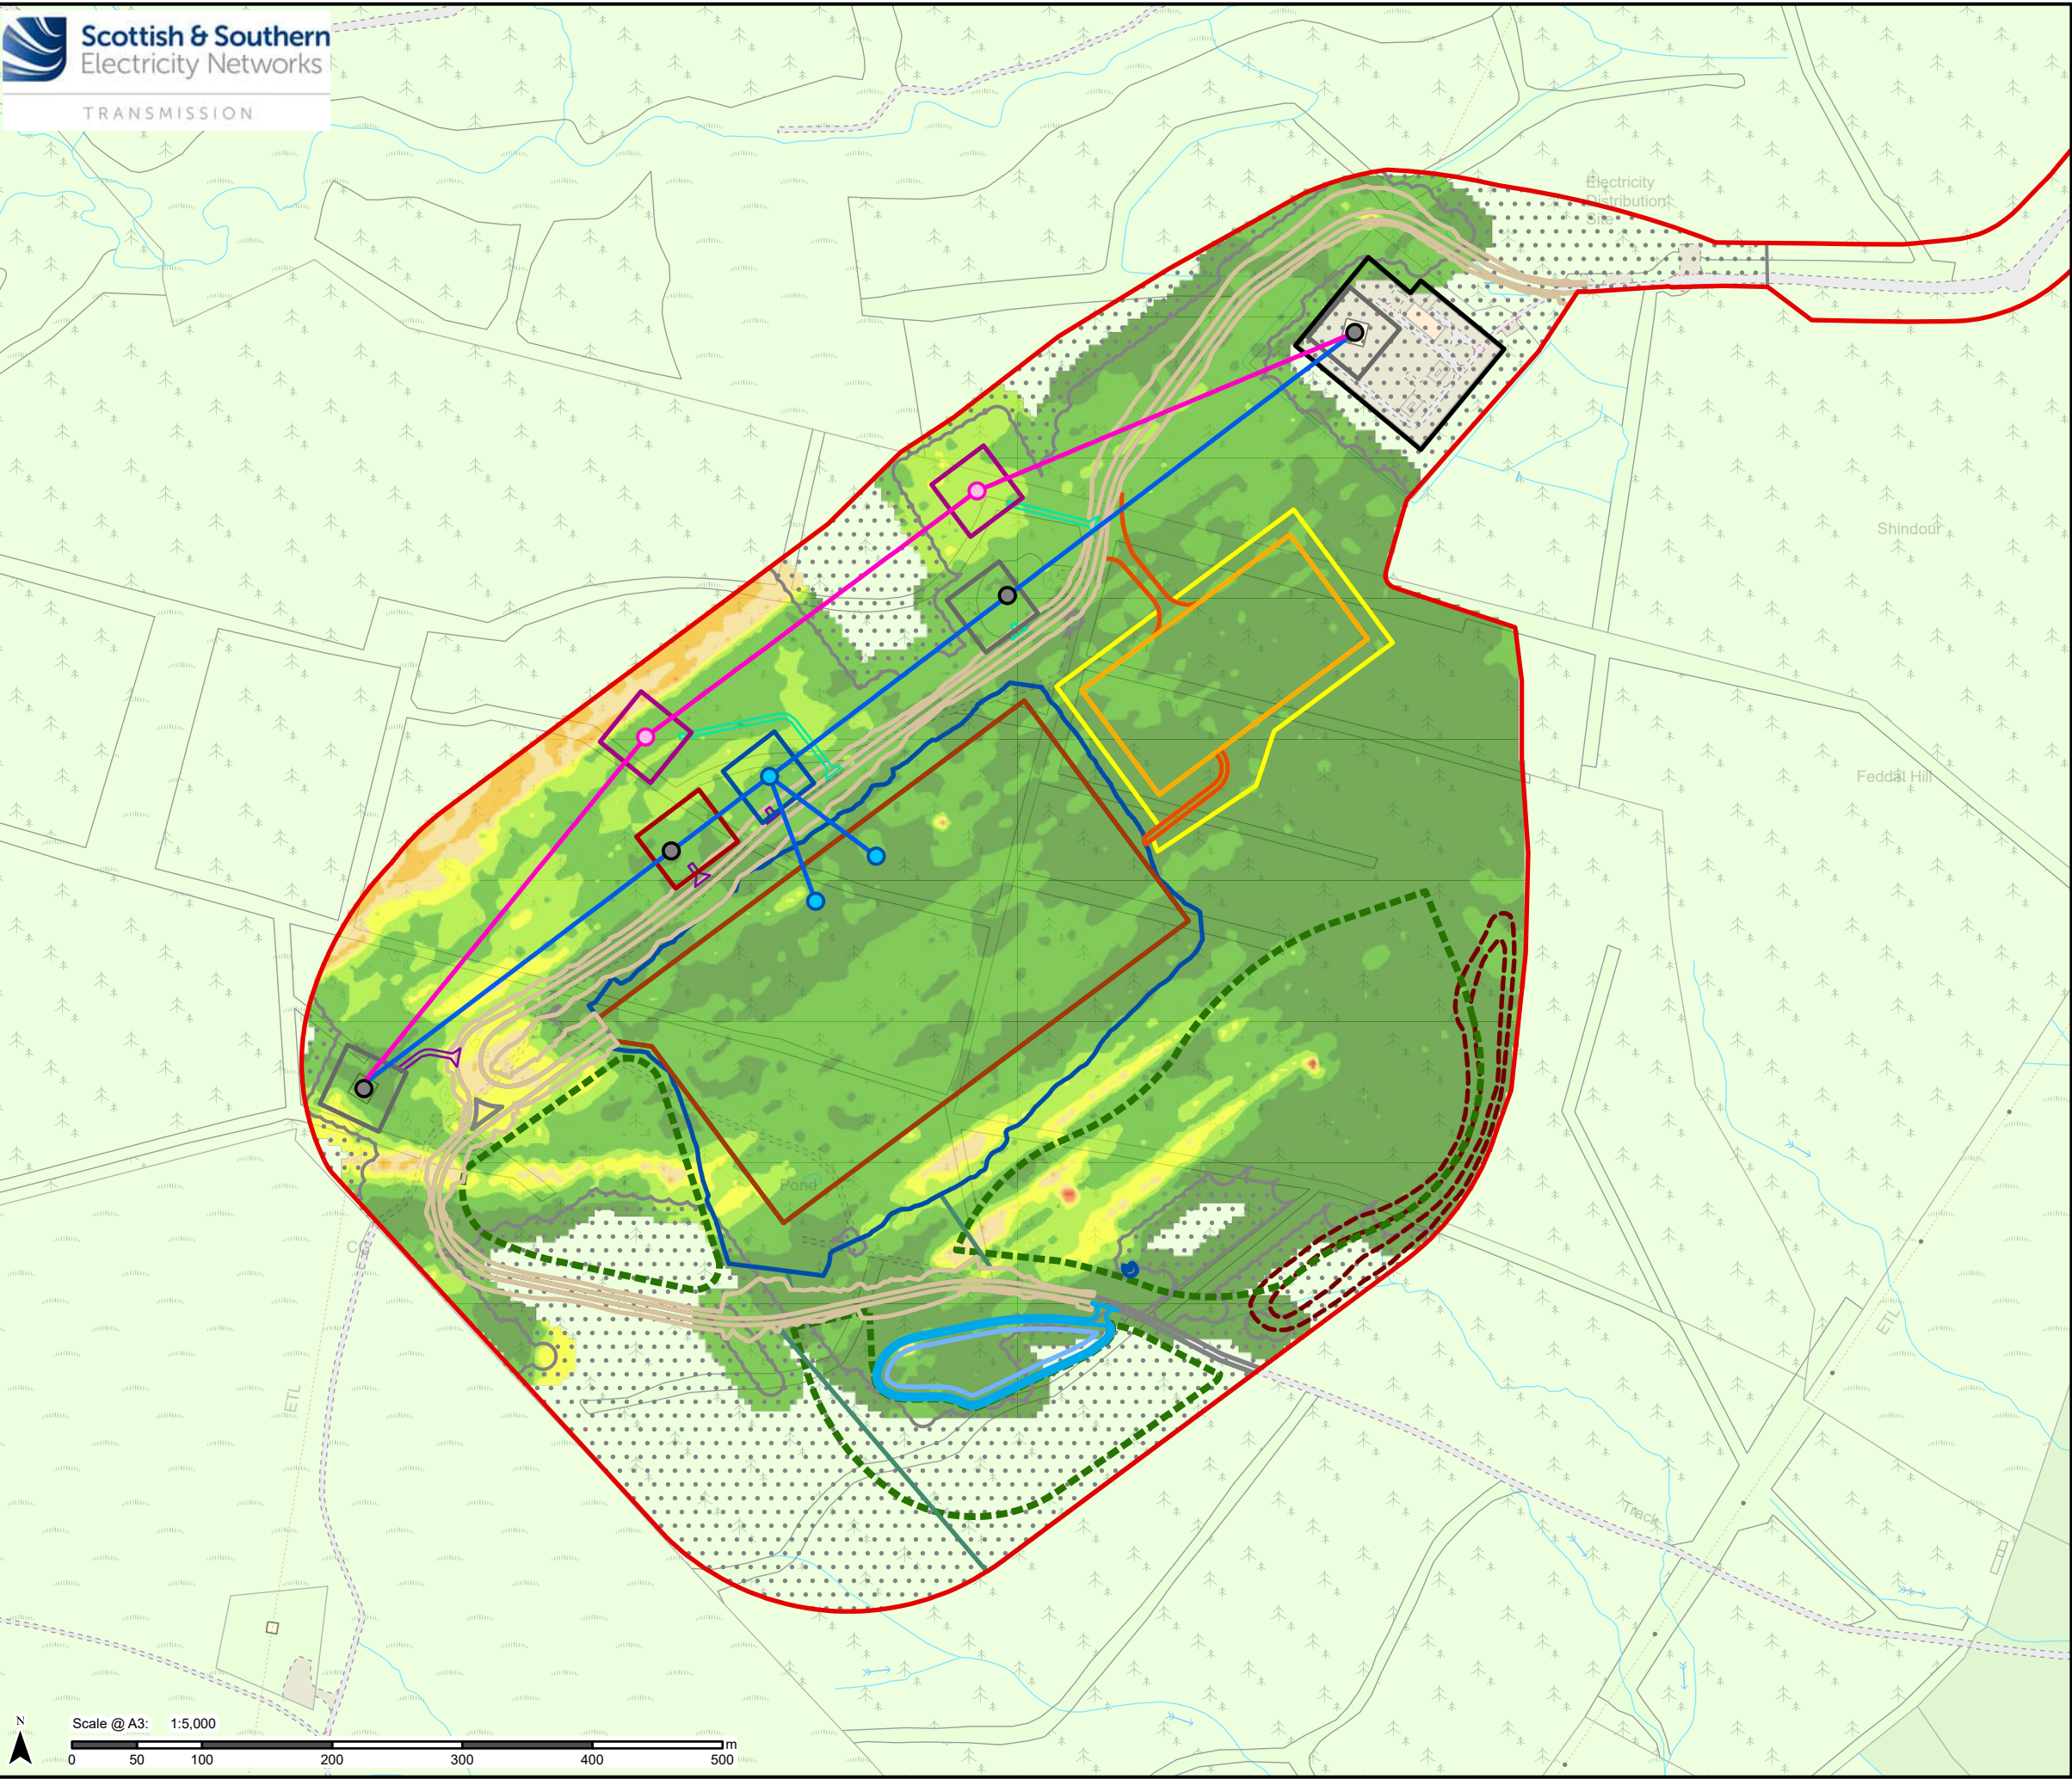 Scottish & Southern
Electricity Networks
TRANSMISSION
Electricity
Distribution
Site
Shindour
Feddal Hill
Pond
CG
ETL
ETL
Track
N
Scale @ A3: 1:5,000
0 50 100 200 300 400 500 m